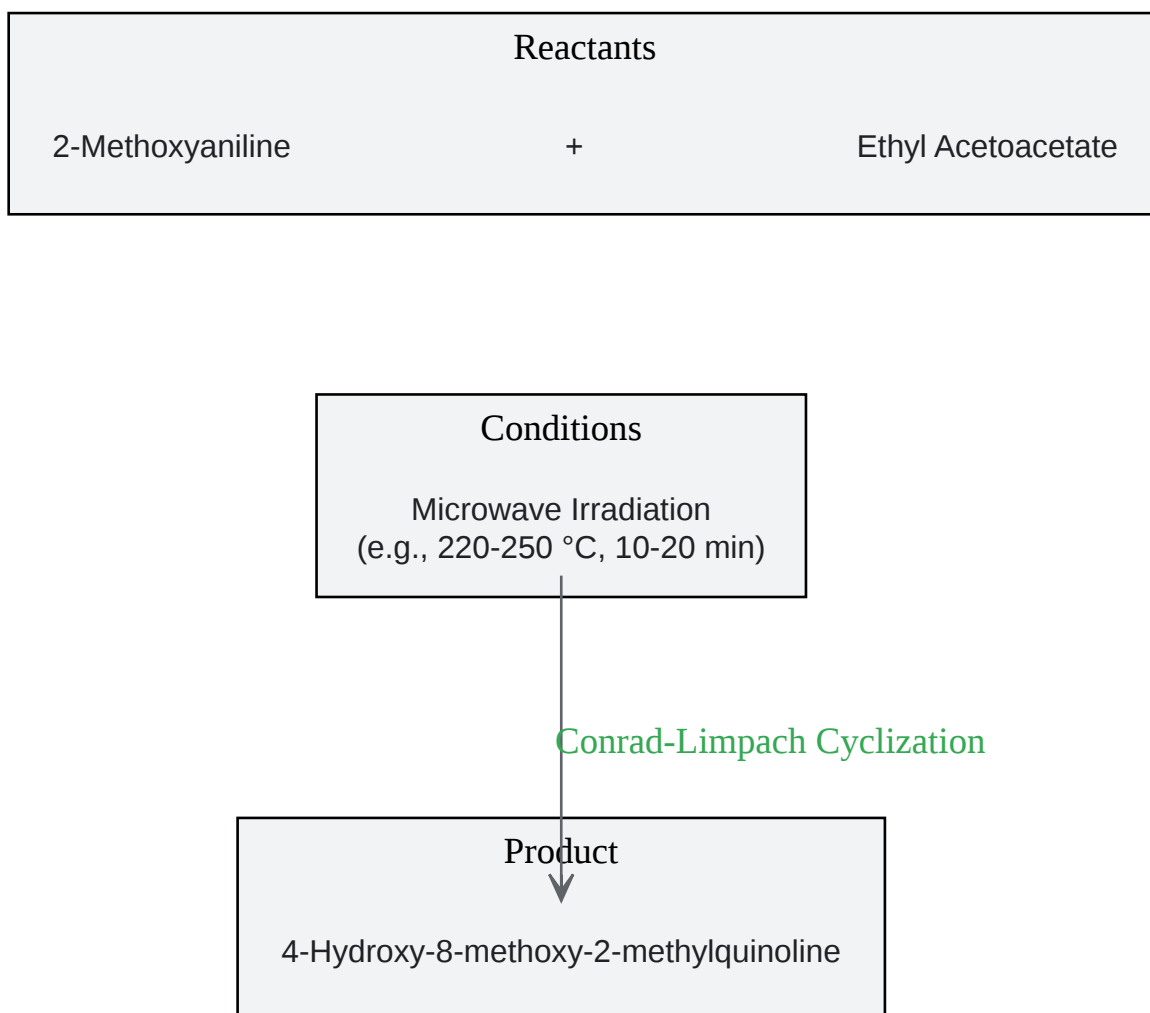 Reactants
2-Methoxyaniline + Ethyl Acetoacetate
Conditions
Microwave Irradiation
(e.g., 220-250 °C, 10-20 min)
Conrad-Limpach Cyclization
Product
4-Hydroxy-8-methoxy-2-methylquinoline